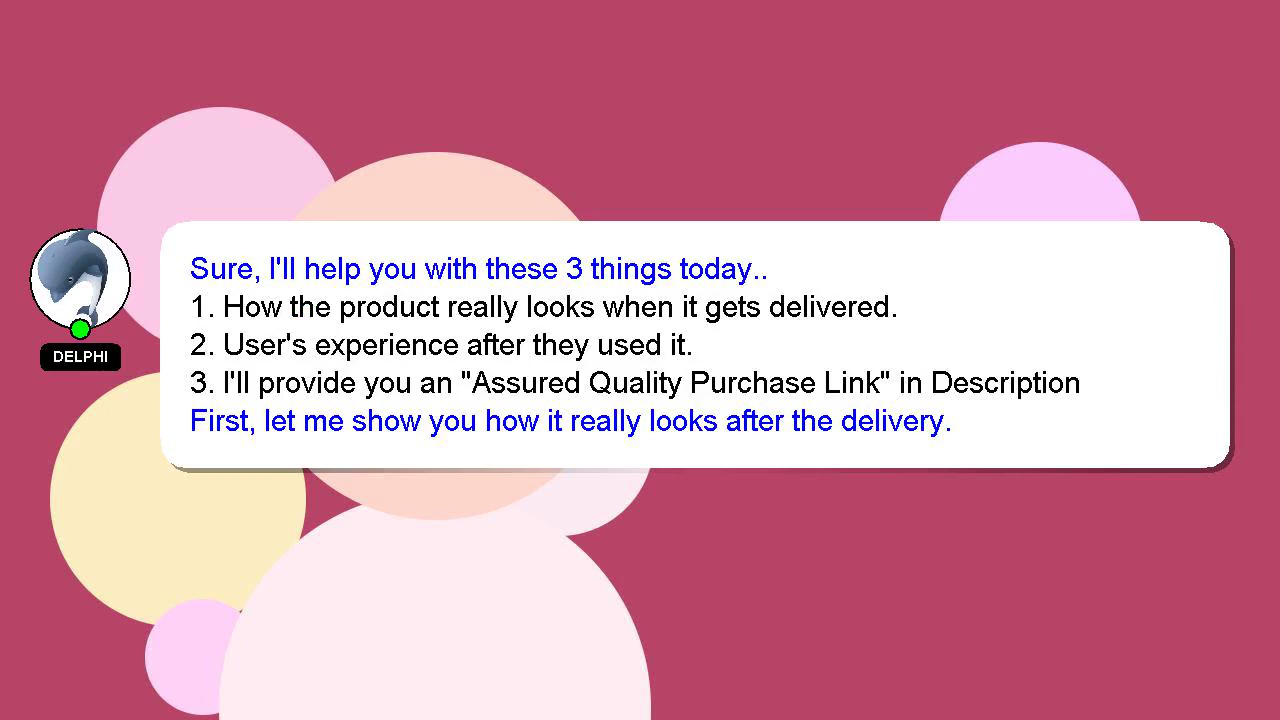 Sure, I'll help you with these 3 things today..
1. How the product really looks when it gets delivered.
2. User's experience after they used it.
3. I'll provide you an "Assured Quality Purchase Link" in Description
First, let me show you how it really looks after the delivery.
DELPHI